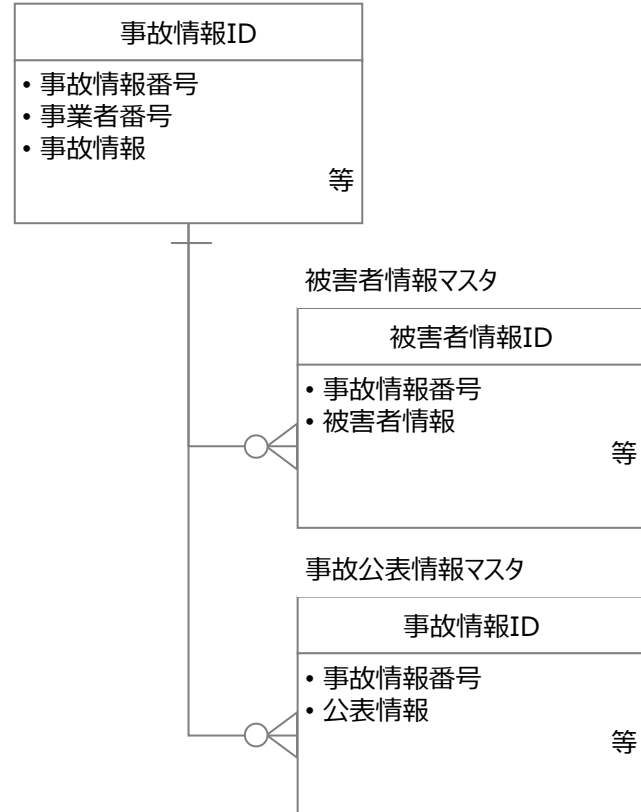 事故情報ID
• 事故情報番号
• 事業者番号
• 事故情報
等
被害者情報マスタ
被害者情報ID
• 事故情報番号
• 被害者情報
等
事故公表情報マスタ
事故情報ID
• 事故情報番号
• 公表情報
等